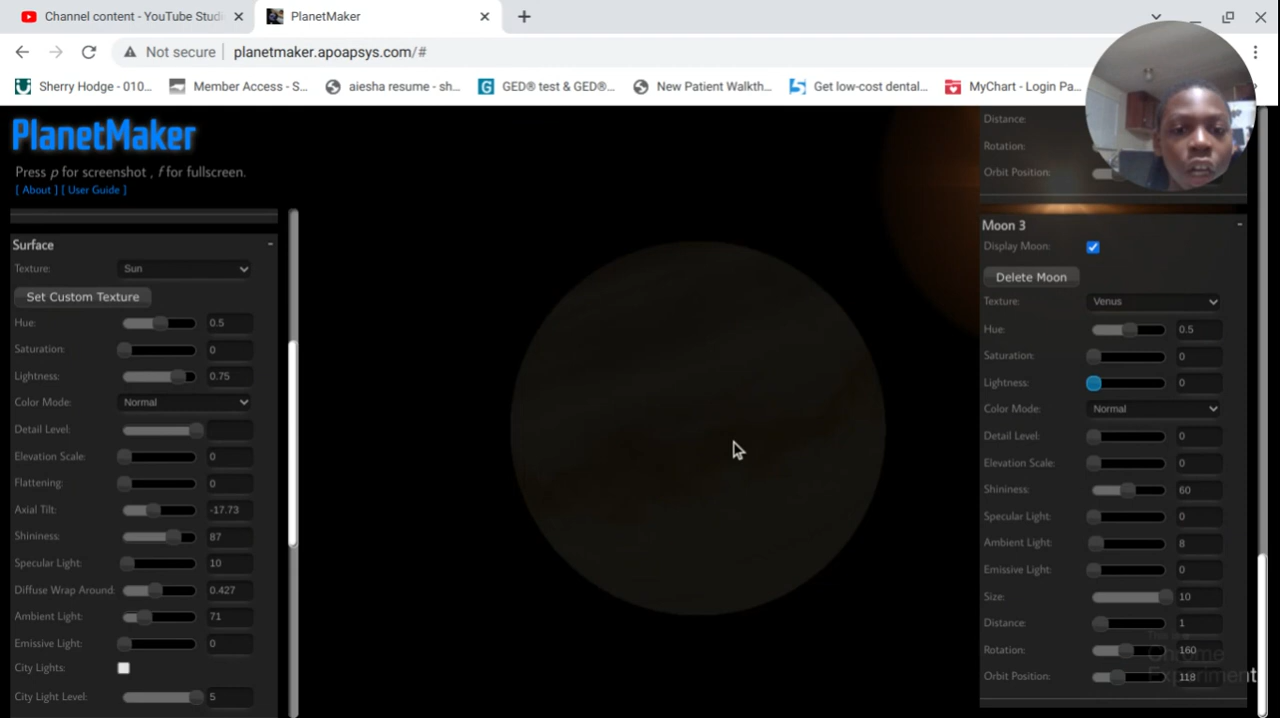 Channel content - YouTube Studi
PlanetMaker
Not secure planetmaker.apoapsys.com/#
Sherry Hodge - 010... Member Access - S... aiesha resume - sh... GED® test & GED®... New Patient Walkth... Get low-cost dental... MyChart - Login Pa...
PlanetMaker
Press p for screenshot , f for fullscreen.
[ About ] [ User Guide ]
Surface -
Texture: Sun
Set Custom Texture
Hue: 0.5
Saturation: 0
Lightness: 0.75
Color Mode: Normal
Detail Level:
Elevation Scale: 0
Flattening: 0
Axial Tilt: -17.73
Shininess: 87
Specular Light: 10
Diffuse Wrap Around: 0.427
Ambient Light: 71
Emissive Light: 0
City Lights:
City Light Level: 5
Distance:
Rotation:
Orbit Position:
Moon 3 -
Display Moon:
Delete Moon
Texture: Venus
Hue: 0.5
Saturation: 0
Lightness: 0
Color Mode: Normal
Detail Level: 0
Elevation Scale: 0
Shininess: 60
Specular Light: 0
Ambient Light: 8
Emissive Light: 0
Size: 10
Distance: 1
Rotation: 160
Orbit Position: 118
This is a
Chrome
Experiment